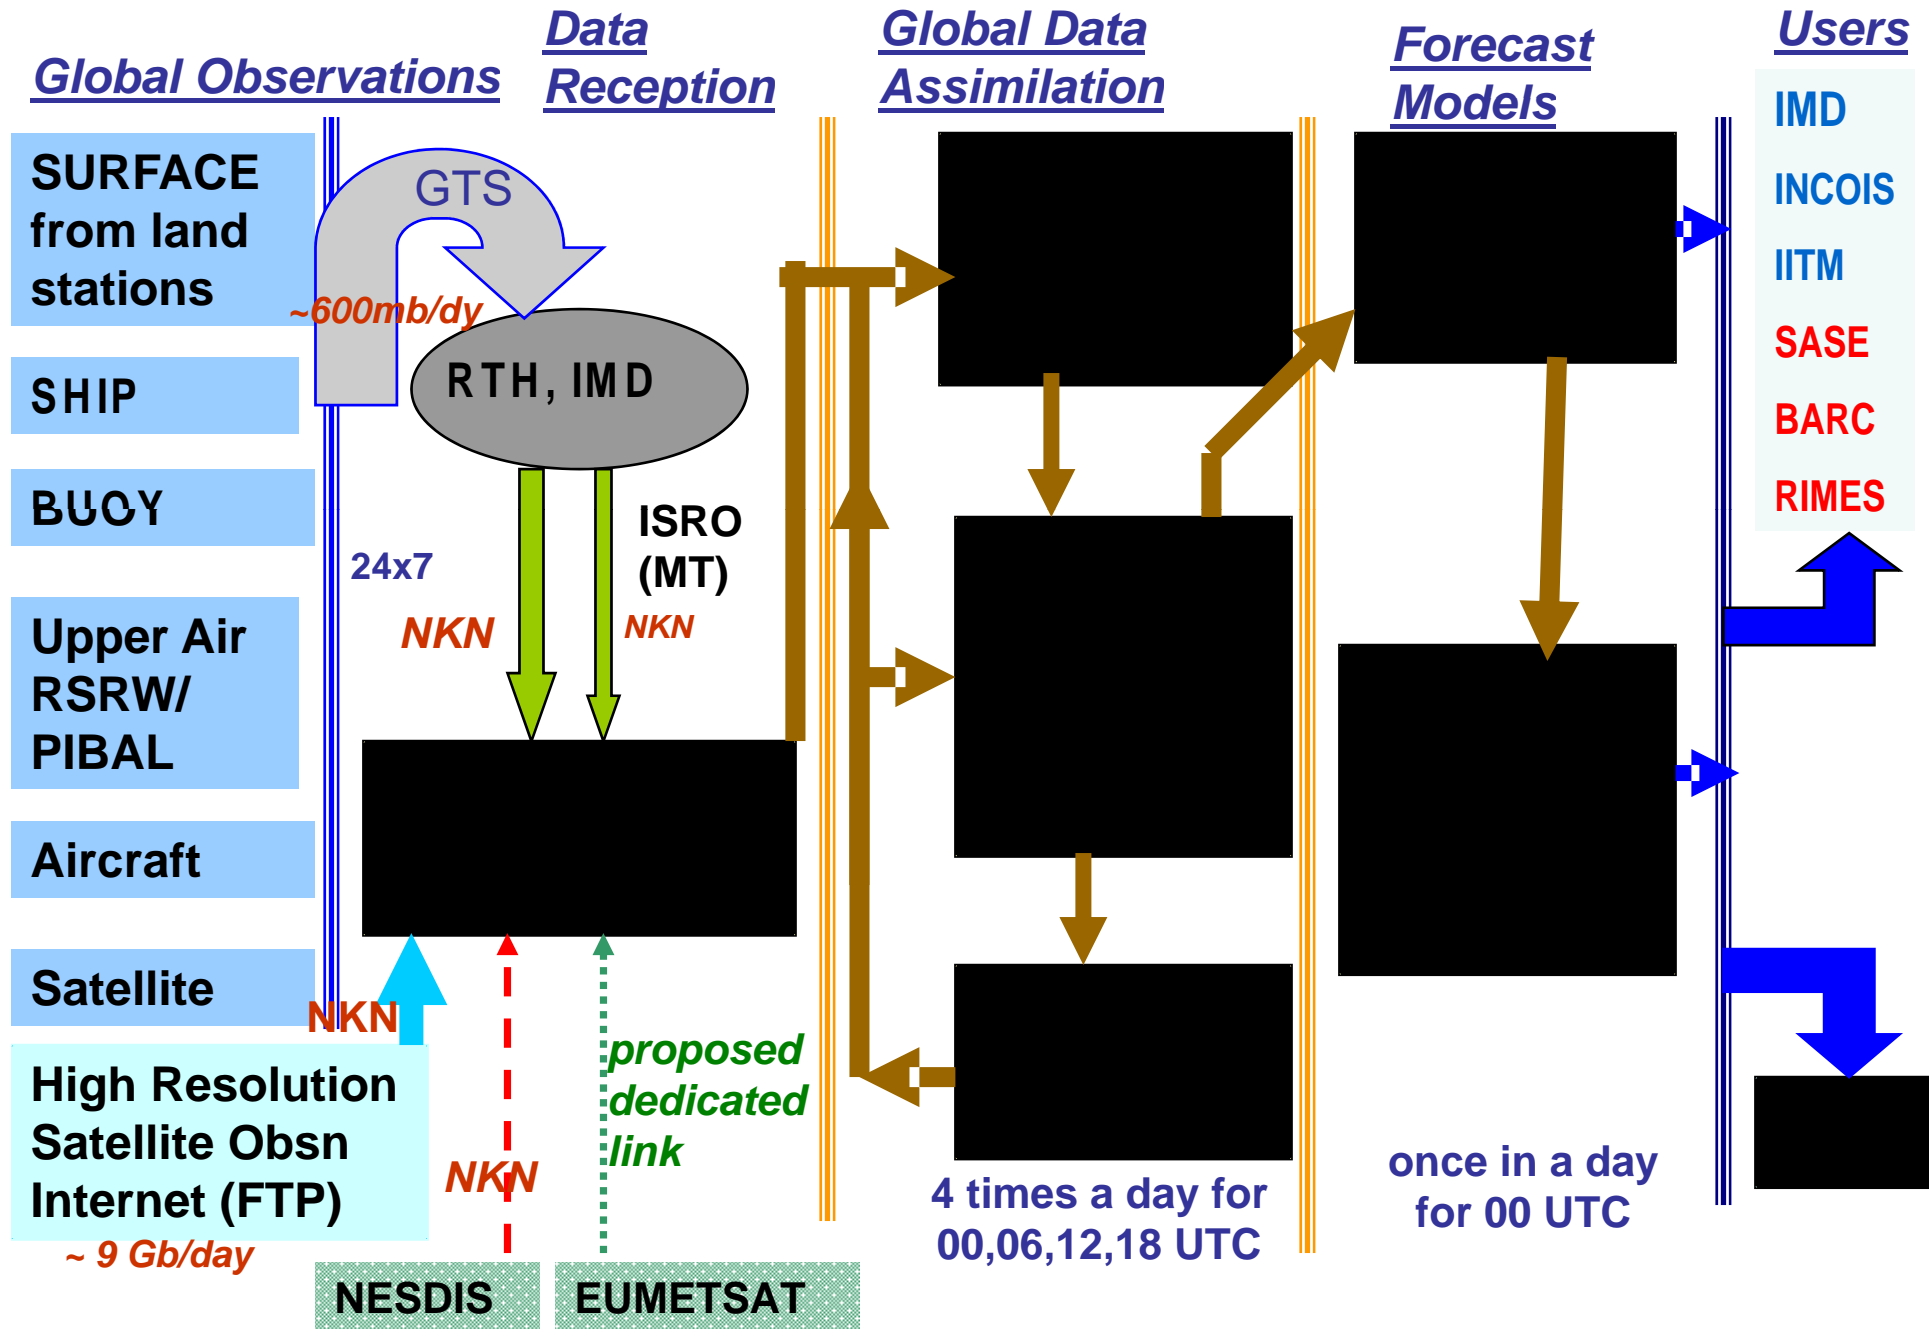 Global Observations
Data
Reception
Global Data
Assimilation
Forecast
Models
Users
SURFACE
from land
stations
SHIP
BUOY
Upper Air
RSRW/
PIBAL
Aircraft
Satellite
NKN
High Resolution
Satellite Obsn
Internet (FTP)
~ 9 Gb/day
GTS
~600mb/dy
RTH, IMD
24x7
NKN
ISRO
(MT)
NKN
NKN
proposed
dedicated
link
NESDIS
EUMETSAT
4 times a day for
00,06,12,18 UTC
once in a day
for 00 UTC
IMD
INCOIS
IITM
SASE
BARC
RIMES